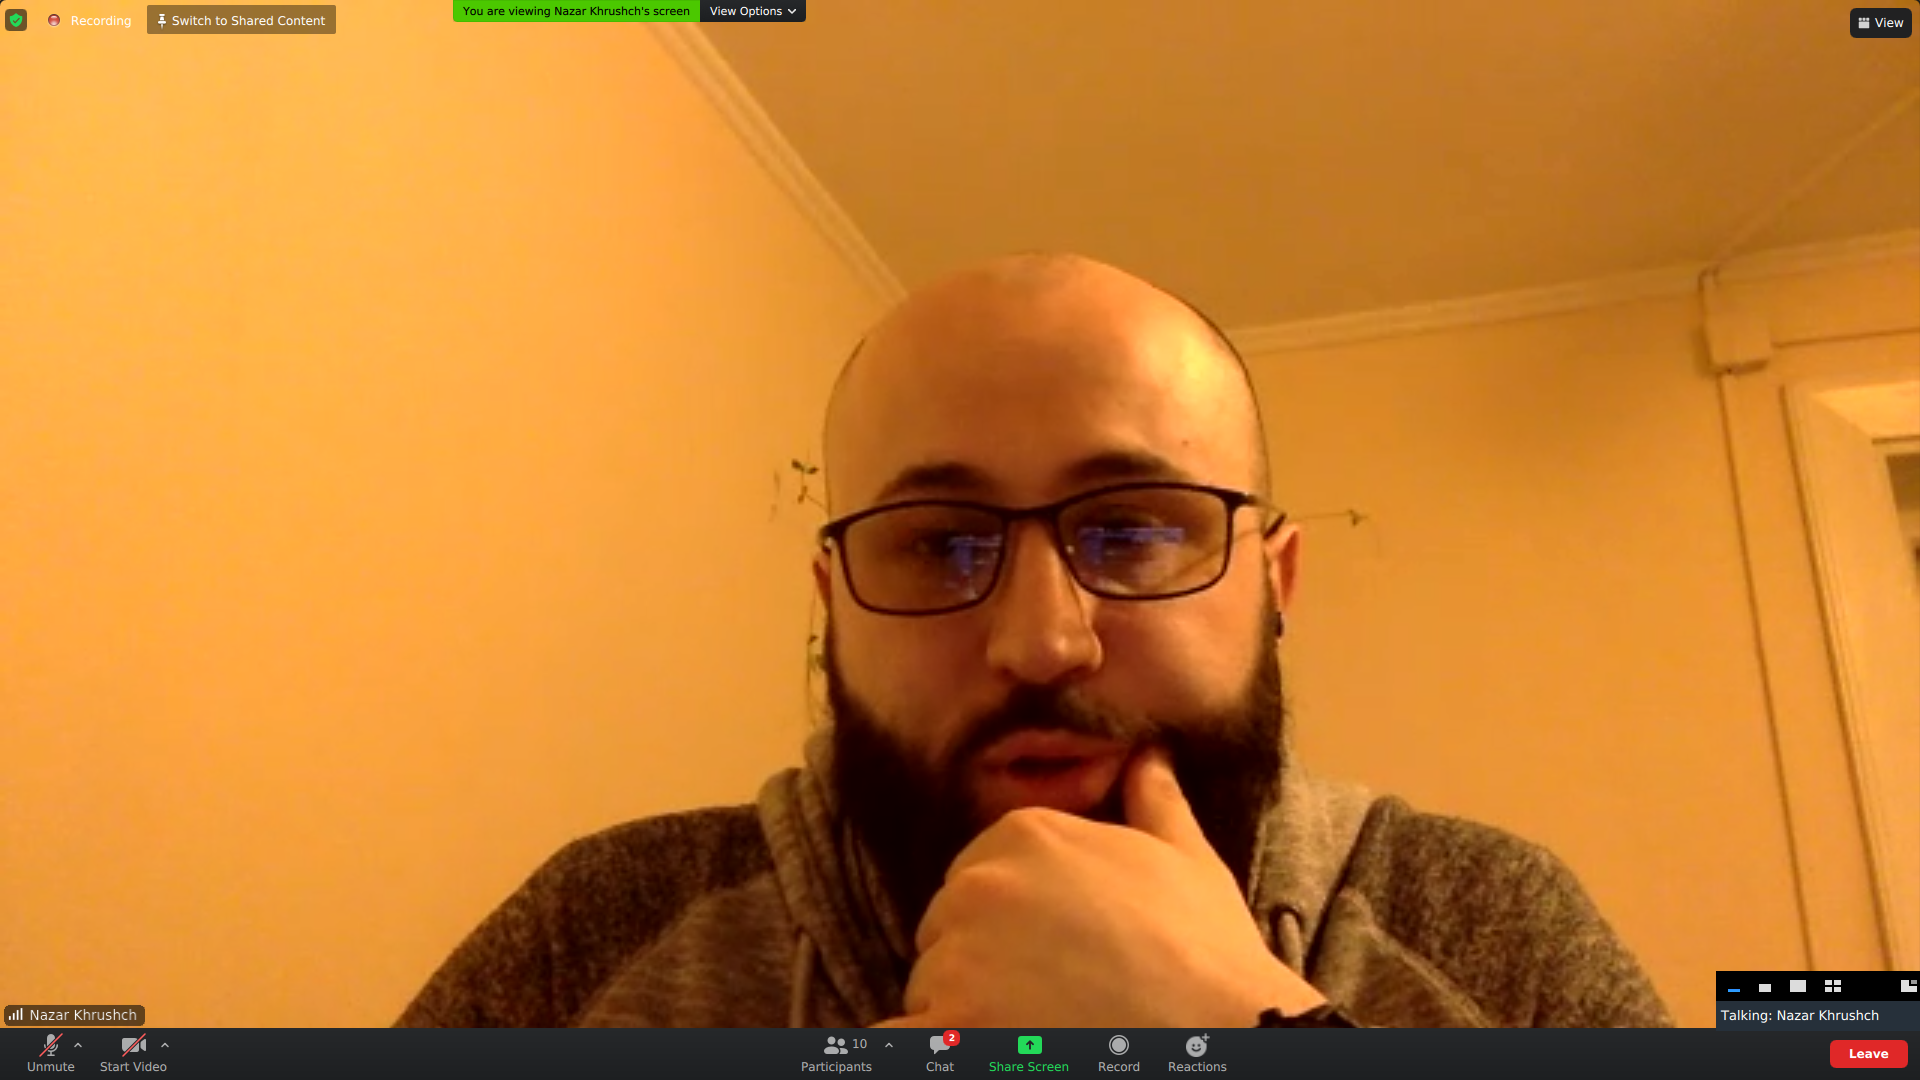 You are viewing Nazar Khrushch's screen
View Options
Recording
Switch to Shared Content
View
Nazar Khrushch
Talking: Nazar Khrushch
Unmute
Start Video
10
Participants
2
Chat
Share Screen
Record
Reactions
Leave